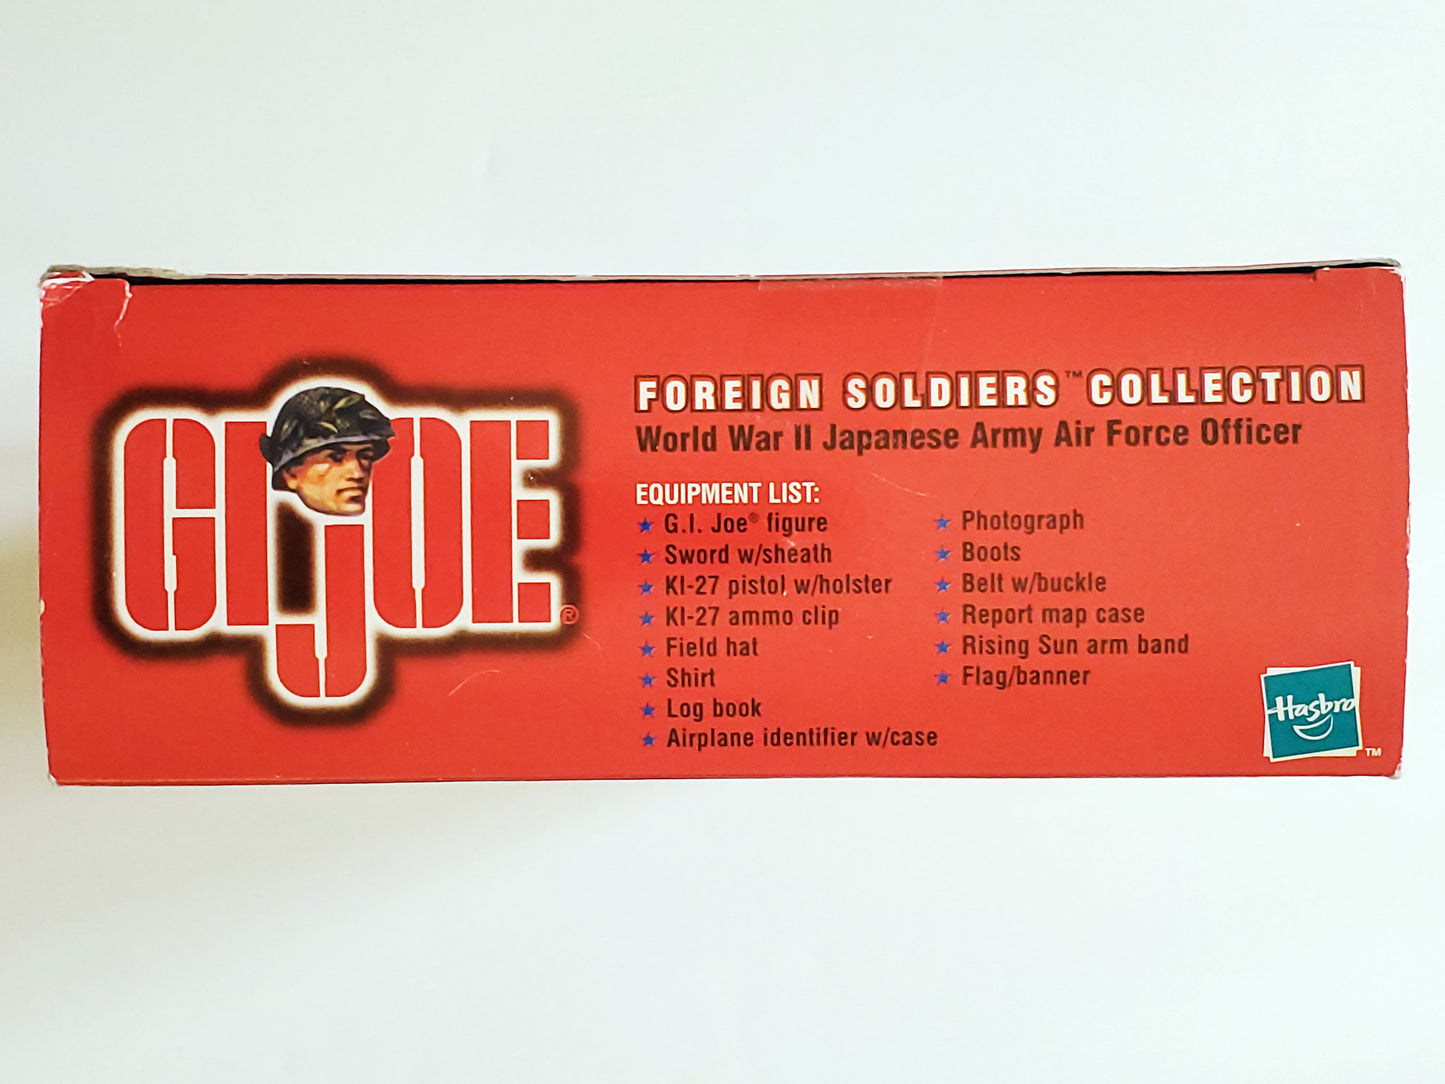 GIJOE®
FOREIGN SOLDIERS™ COLLECTION
World War II Japanese Army Air Force Officer
EQUIPMENT LIST:
G.I. Joe® figure
Sword w/sheath
KI-27 pistol w/holster
KI-27 ammo clip
Field hat
Shirt
Log book
Airplane identifier w/case
Photograph
Boots
Belt w/buckle
Report map case
Rising Sun arm band
Flag/banner
Hasbro
TM